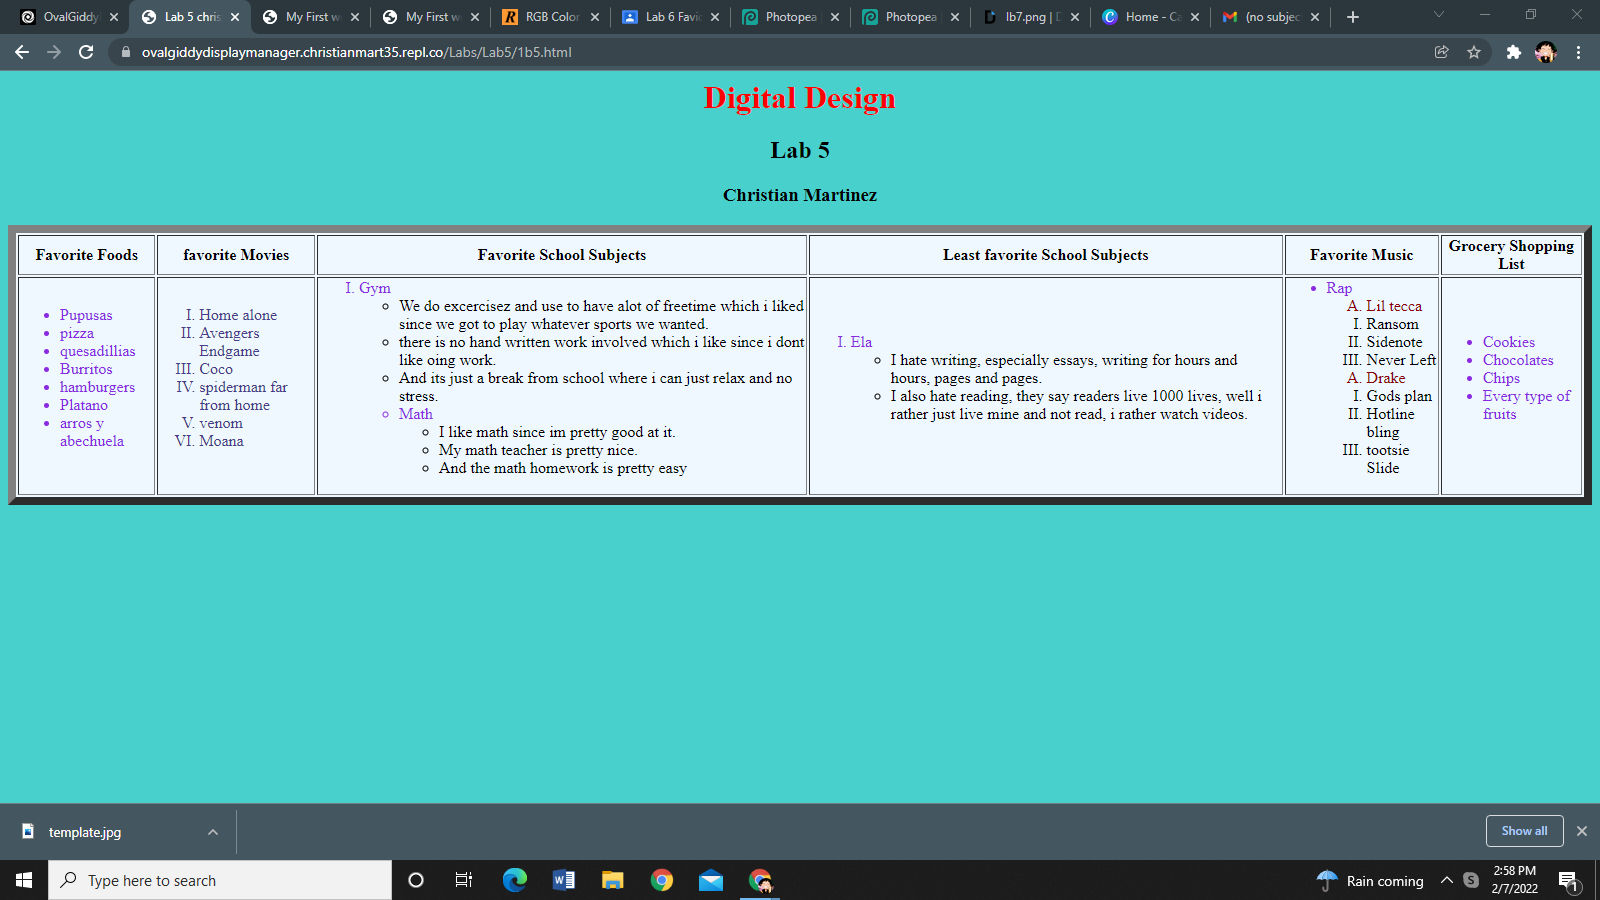 OvalGiddy
Lab 5 chris
My First w
My First w
RGB Color
Lab 6 Favi
Photopea
Photopea
lb7.png | D
Home - Ca
(no subjec
ovalgiddydisplaymanager.christianmart35.repl.co/Labs/Lab5/1b5.html
Digital Design
Lab 5
Christian Martinez
Favorite Foods
favorite Movies
Favorite School Subjects
Least favorite School Subjects
Favorite Music
Grocery Shopping
List
Pupusas
pizza
quesadillias
Burritos
hamburgers
Platano
arros y
abechuela
I. Home alone
II. Avengers
Endgame
III. Coco
IV. spiderman far
from home
V. venom
VI. Moana
I. Gym
We do excercisez and use to have alot of freetime which i liked
since we got to play whatever sports we wanted.
there is no hand written work involved which i like since i dont
like oing work.
And its just a break from school where i can just relax and no
stress.
Math
I like math since im pretty good at it.
My math teacher is pretty nice.
And the math homework is pretty easy
I. Ela
I hate writing, especially essays, writing for hours and
hours, pages and pages.
I also hate reading, they say readers live 1000 lives, well i
rather just live mine and not read, i rather watch videos.
Rap
A. Lil tecca
I. Ransom
II. Sidenote
III. Never Left
A. Drake
I. Gods plan
II. Hotline
bling
III. tootsie
Slide
Cookies
Chocolates
Chips
Every type of
fruits
template.jpg
Show all
Type here to search
Rain coming
2:58 PM
2/7/2022
1